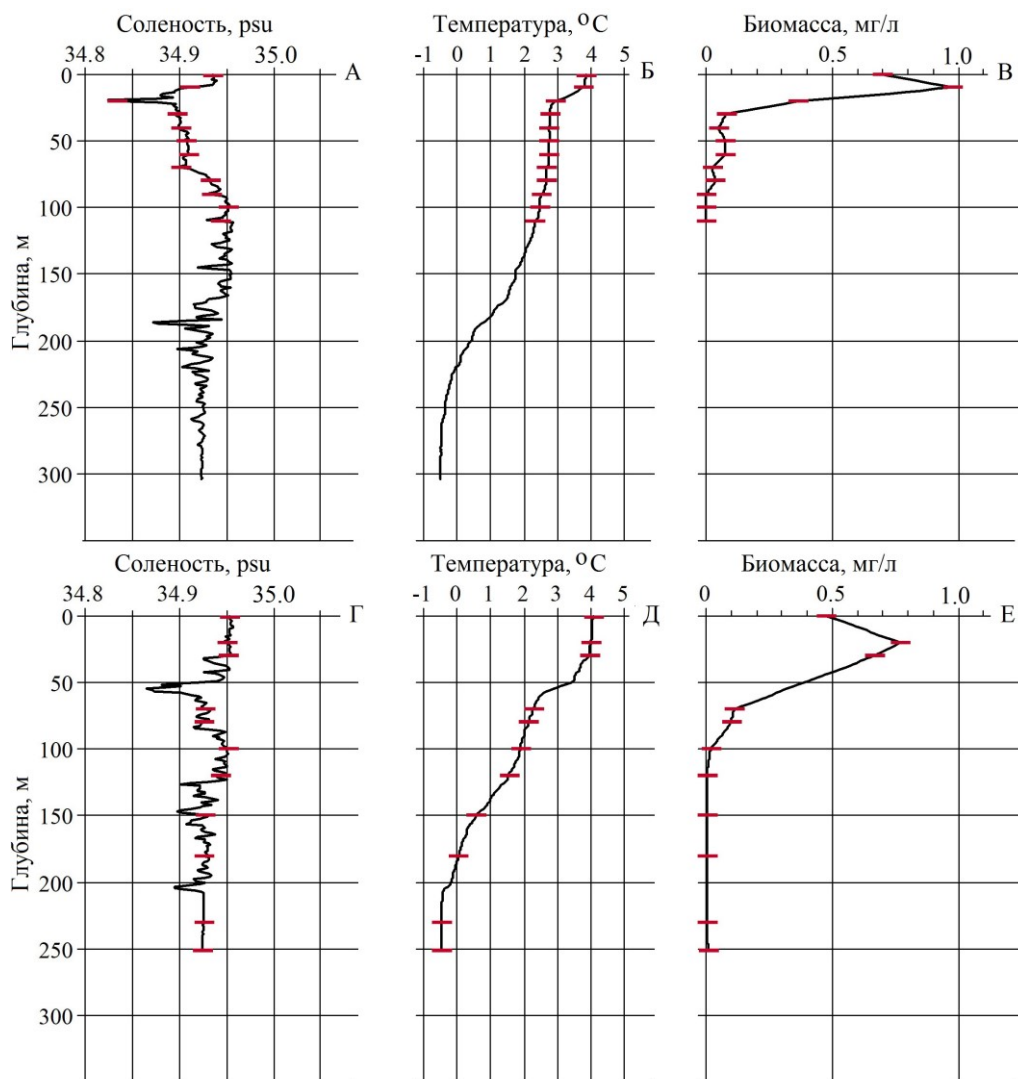 Соленость, psu
34.8 34.9 35.0
А
0
50
100
150
200
250
300
Глубина, м
Температура, °C
-1 0 1 2 3 4 5
Б
Биомасса, мг/л
0 0.5 1.0
В
Соленость, psu
34.8 34.9 35.0
Г
0
50
100
150
200
250
300
Глубина, м
Температура, °C
-1 0 1 2 3 4 5
Д
Биомасса, мг/л
0 0.5 1.0
Е